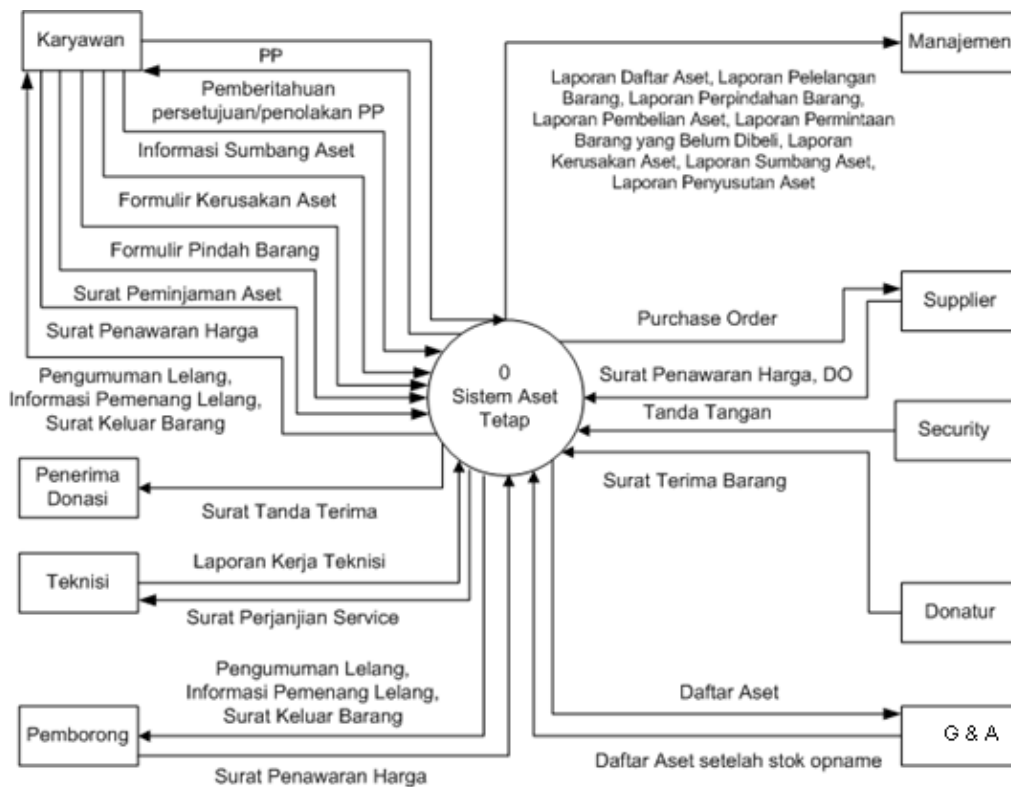 Karyawan
PP
Pemberitahuan
persetujuan/penolakan PP
Informasi Sumbang Aset
Formulir Kerusakan Aset
Formulir Pindah Barang
Surat Peminjaman Aset
Surat Penawaran Harga
Pengumuman Lelang,
Informasi Pemenang Lelang,
Surat Keluar Barang
Manajemen
Laporan Daftar Aset, Laporan Pelelangan
Barang, Laporan Perpindahan Barang,
Laporan Pembelian Aset, Laporan Permintaan
Barang yang Belum Dibeli, Laporan
Kerusakan Aset, Laporan Sumbang Aset,
Laporan Penyusutan Aset
Supplier
Purchase Order
Surat Penawaran Harga, DO
0
Sistem Aset
Tetap
Tanda Tangan
Security
Surat Terima Barang
Penerima
Donasi
Surat Tanda Terima
Teknisi
Laporan Kerja Teknisi
Surat Perjanjian Service
Donatur
Pengumuman Lelang,
Informasi Pemenang Lelang,
Surat Keluar Barang
Pemborong
Surat Penawaran Harga
Daftar Aset
G & A
Daftar Aset setelah stok opname